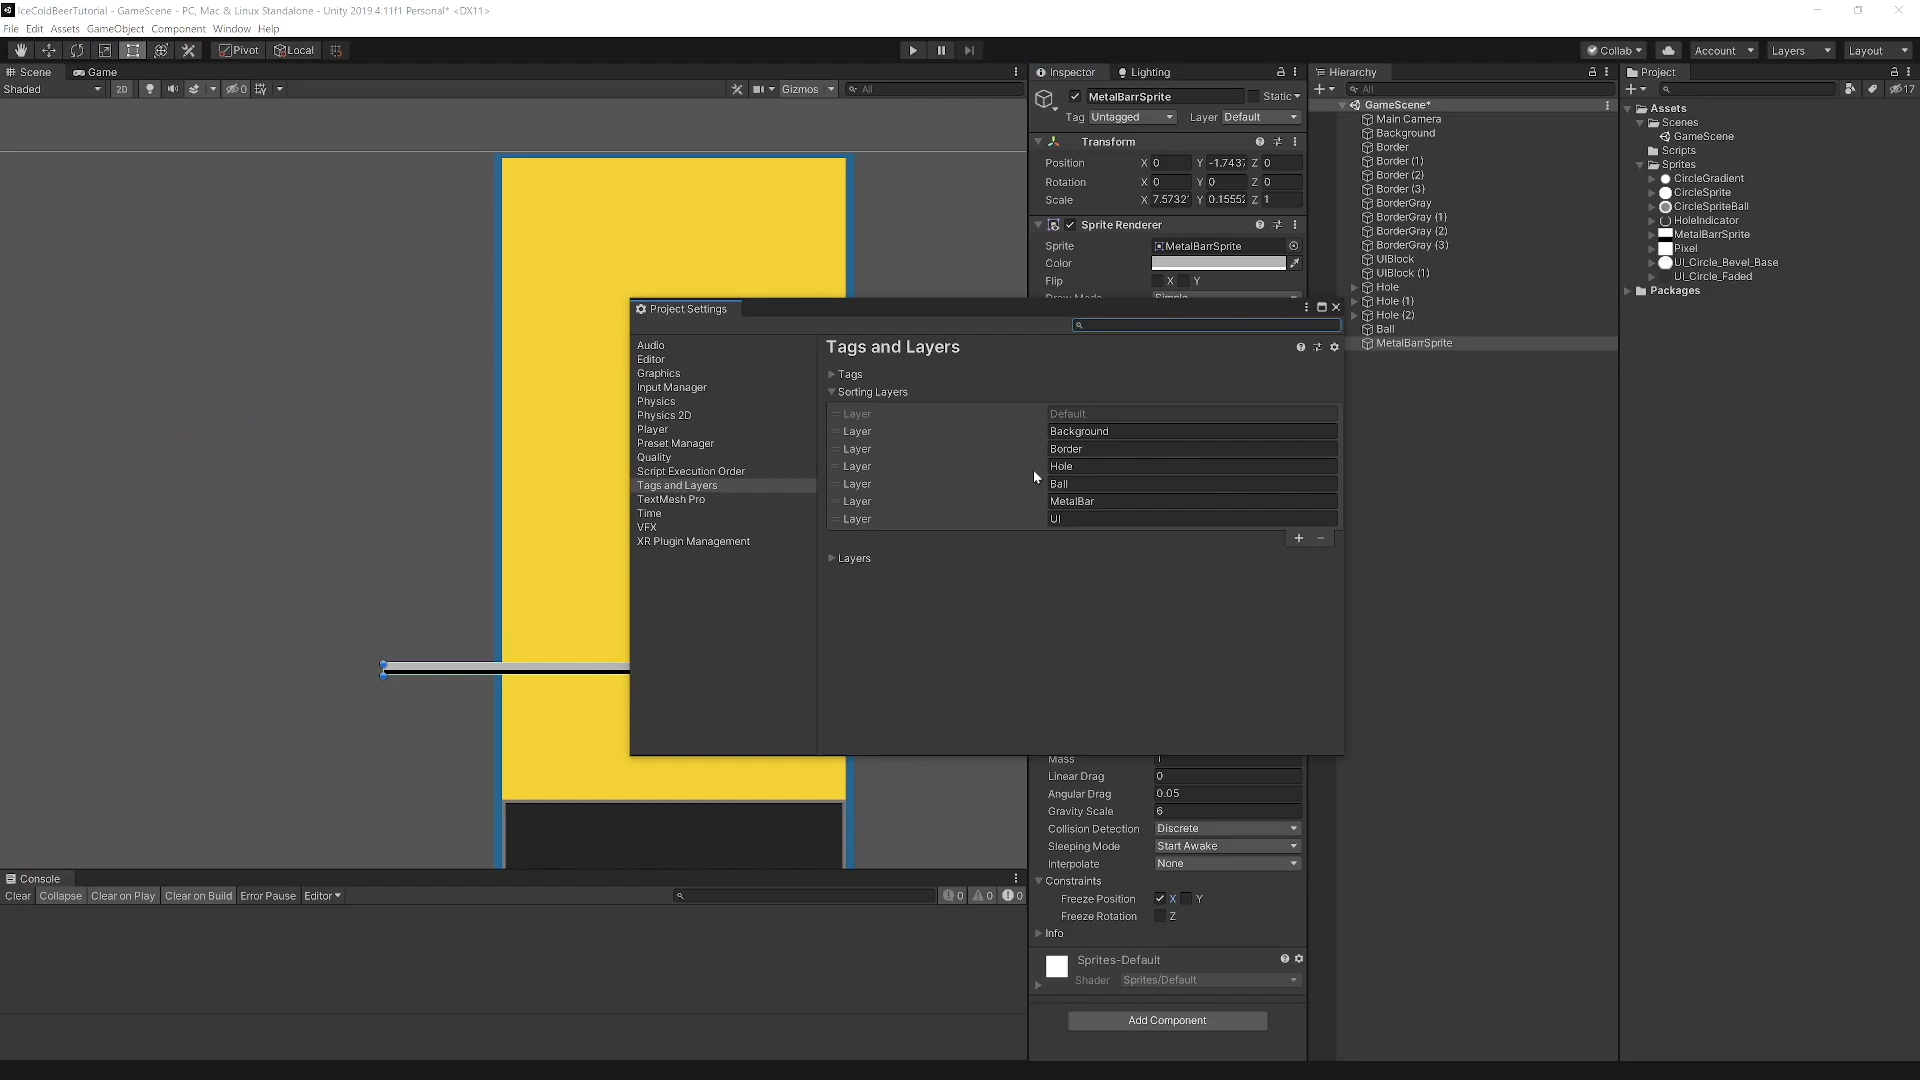 IceColdBeerTutorial - GameScene - PC, Mac & Linux Standalone - Unity 2019.4.11f1 Personal* <DX11>
File Edit Assets GameObject Component Window Help
Pivot Local Collab Account Layers Layout
Scene Game
Shaded 2D 0 Gizmos All
Inspector Lighting
MetalBarrSprite Static
Tag Untagged Layer Default
Transform
Position X 0 Y -1.7437 Z 0
Rotation X 0 Y 0 Z 0
Scale X 7.5732 Y 0.1555 Z 1
Sprite Renderer
Sprite MetalBarrSprite
Color
Flip X Y
Draw Mode Simple
Project Settings
Audio
Editor
Graphics
Input Manager
Physics
Physics 2D
Player
Preset Manager
Quality
Script Execution Order
Tags and Layers
TextMesh Pro
Time
VFX
XR Plugin Management
Tags and Layers
Tags
Sorting Layers
Layer Default
Layer Background
Layer Border
Layer Hole
Layer Ball
Layer MetalBar
Layer UI
Layers
Mass 1
Linear Drag 0
Angular Drag 0.05
Gravity Scale 6
Collision Detection Discrete
Sleeping Mode Start Awake
Interpolate None
Constraints
Freeze Position X Y
Freeze Rotation Z
Info
Sprites-Default
Shader Sprites/Default
Add Component
Hierarchy
All
GameScene*
Main Camera
Background
Border
Border (1)
Border (2)
Border (3)
BorderGray
BorderGray (1)
BorderGray (2)
BorderGray (3)
UIBlock
UIBlock (1)
Hole
Hole (1)
Hole (2)
Ball
MetalBarrSprite
Project
17
Assets
Scenes
GameScene
Scripts
Sprites
CircleGradient
CircleSprite
CircleSpriteBall
HoleIndicator
MetalBarrSprite
Pixel
UI_Circle_Bevel_Base
UI_Circle_Faded
Packages
Console
Clear Collapse Clear on Play Clear on Build Error Pause Editor 0 0 0